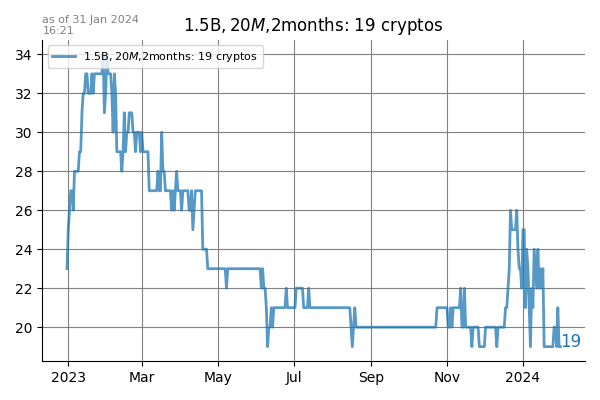 as of 31 Jan 2024
16:21
1.5B, 20M,2months: 19 cryptos
1.5B, 20M,2months: 19 cryptos
34
32
30
28
26
24
22
20
19
2023 Mar May Jul Sep Nov 2024